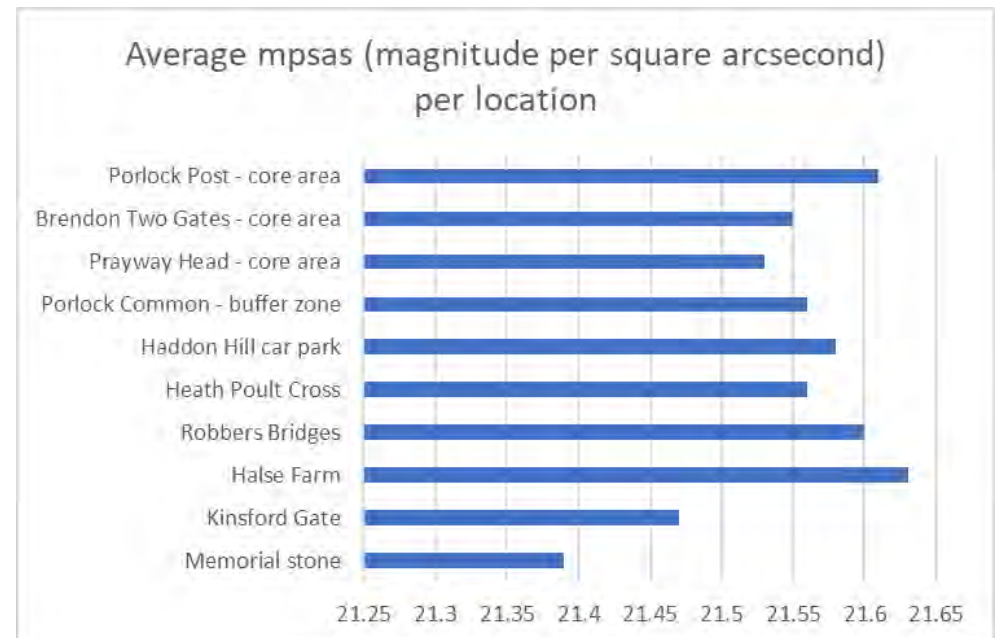 Average mpsas (magnitude per square arcsecond)
per location
Porlock Post - core area
Brendon Two Gates - core area
Prayway Head - core area
Porlock Common - buffer zone
Haddon Hill car park
Heath Poult Cross
Robbers Bridges
Halse Farm
Kinsford Gate
Memorial stone
21.25 21.3 21.35 21.4 21.45 21.5 21.55 21.6 21.65